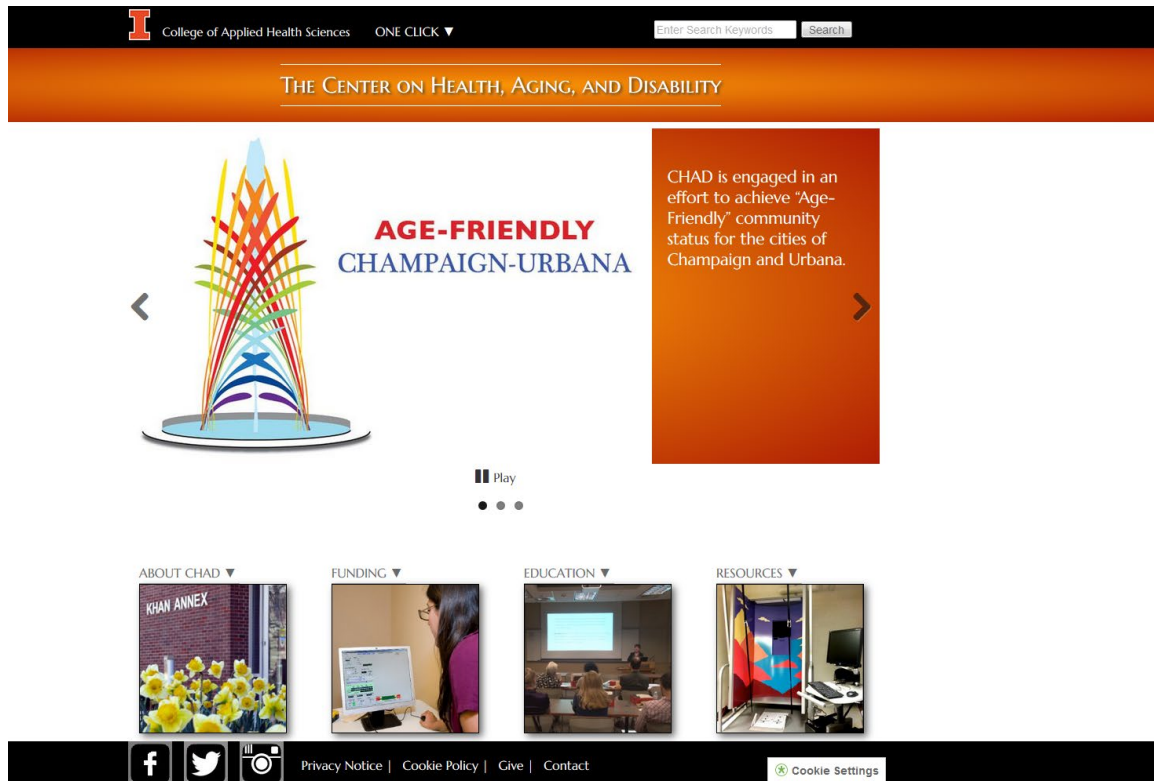 College of Applied Health Sciences ONE CLICK ▼ Enter Search Keywords Search
The Center on Health, Aging, and Disability
AGE-FRIENDLY
CHAMPAIGN-URBANA
CHAD is engaged in an
effort to achieve “Age-
Friendly” community
status for the cities of
Champaign and Urbana.
Play
ABOUT CHAD ▼ FUNDING ▼ EDUCATION ▼ RESOURCES ▼
KHAN ANNEX
Privacy Notice | Cookie Policy | Give | Contact
Cookie Settings